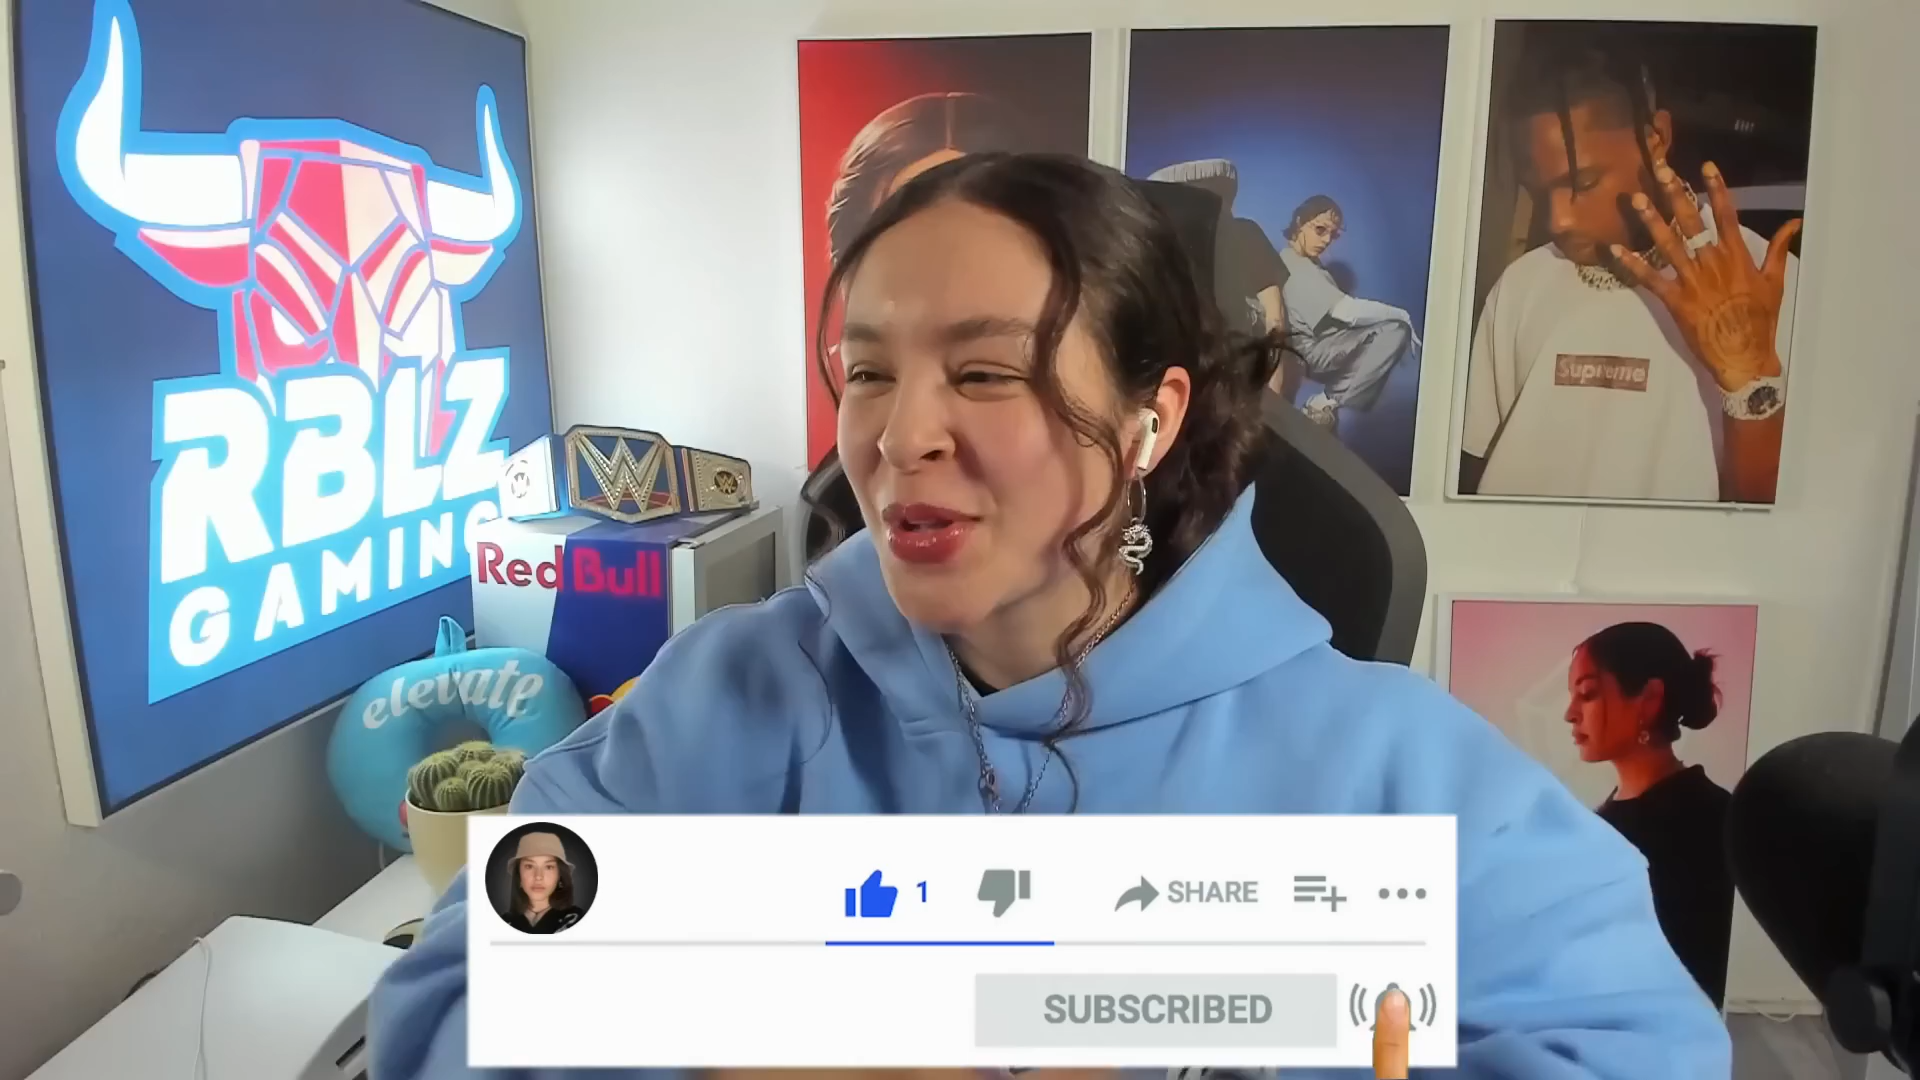 RBLZ
GAMING
Red Bull
elevate
Supreme
1
SHARE
SUBSCRIBED